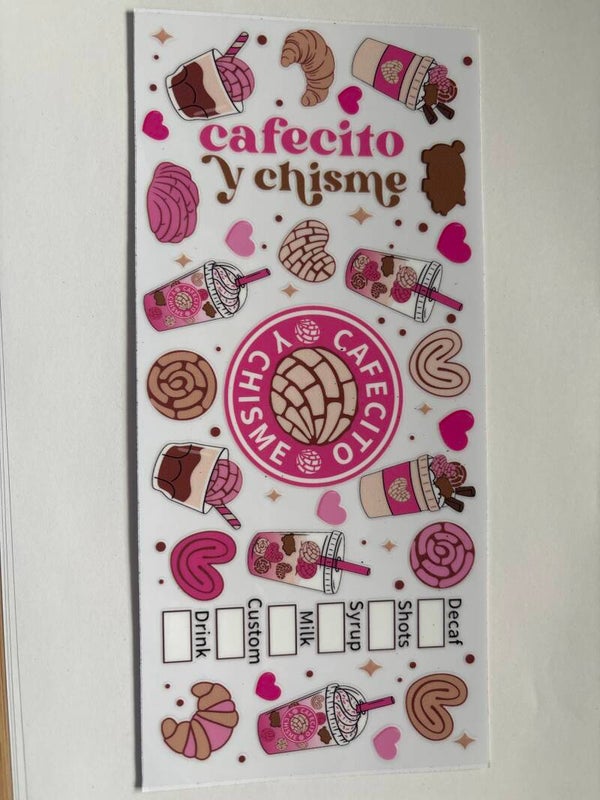 cafecito
y chisme
CAFECITO
Y CHISME
Decaf
Shots
Syrup
Milk
Custom
Drink